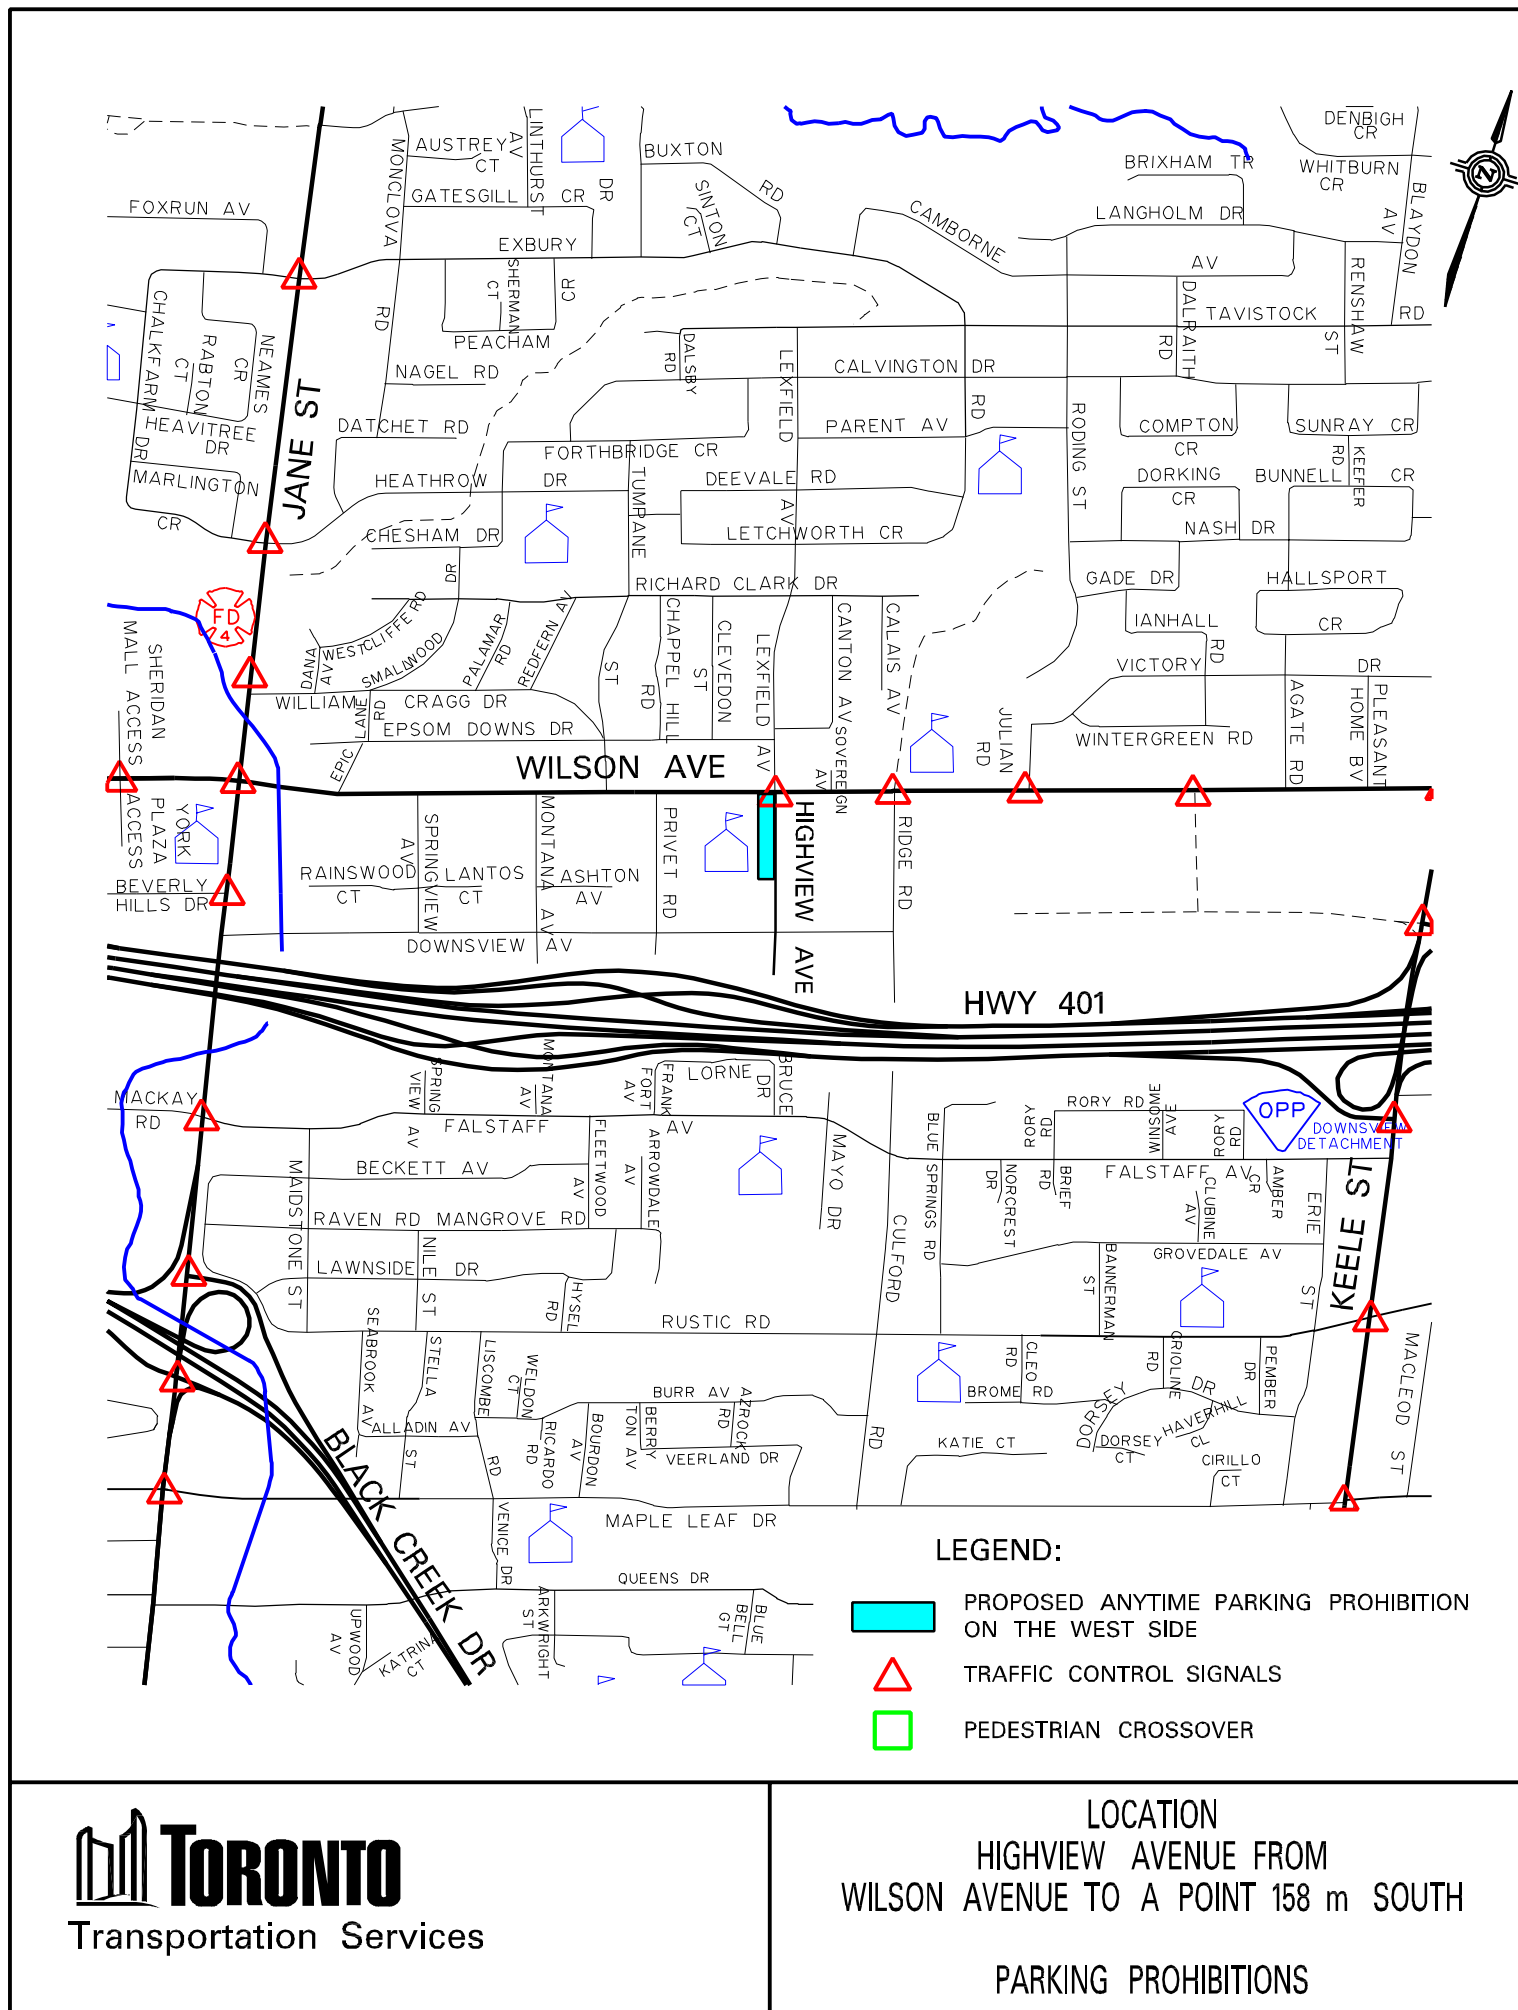 DENBIGH
CR
LINTHURST
AV
AUSTREY
CT
MONCLOVA
RD
BUXTON
RD
BRIXHAM TR
WHITBURN
CR
BLAYDON
AV
GATESGILL CR
DR
SINTON
CT
FOXRUN AV
LANGHOLM DR
CAMBORNE
AV
EXBURY
SHERMAN
CT
CR
RENSHAW
ST
DALRAITH
RD
TAVISTOCK RD
CHALKFARM
DR
RABTON
CT
NEAMES
CR
PEACHAM
DALSBY
RD
LEXFIELD
AV
CALVINGTON DR
NAGEL RD
JANE ST
HEAVITREE
DR
DATCHET RD
PARENT AV
RD
RODING ST
COMPTON
CR
SUNRAY CR
FORTHBRIDGE CR
KEEFER
RD
MARLINGTON
CR
HEATHROW DR
TUMPANE
ST
DEEVALE RD
DORKING
CR
BUNNELL CR
CHESHAM DR
LETCHWORTH CR
NASH DR
RICHARD CLARK DR
GADE DR
HALLSPORT
CR
FD
4
WESTCLIFFE RD
DANA
AV
SMALLWOOD
DR
PALAMAR
RD
REDFERN AV
CHAPPEL HILL
RD
CLEVEDON
ST
LEXFIELD
AV
CANTON AV
CALAIS AV
IANHALL
RD
VICTORY DR
SHERIDAN
MALL ACCESS
WILLIAM CRAGG DR
EPIC LANE
RD
EPSOM DOWNS DR
SOVEREIGN
AV
JULIAN
RD
WINTERGREEN RD
AGATE RD
PLEASANT
HOME BV
WILSON AVE
YORK
PLAZA
ACCESS
SPRINGVIEW
AV
MONTANA AV
PRIVET RD
HIGHVIEW AVE
RIDGE RD
RAINSWOOD
CT
LANTOS
CT
ASHTON
AV
BEVERLY
HILLS DR
DOWNSVIEW AV
HWY 401
MACKAY
RD
SPRING
VIEW AV
MONTANA
AV
FRANK
FORT
AV
LORNE
BRUCE
DR
FALSTAFF AV
RORY RD
RORY
RD
WINSOME
AVE
RORY
RD
OPP
DOWNSVIEW
DETACHMENT
BECKETT AV
MAIDSTONE ST
FLEETWOOD
AV
ARROWDALE
AV
MAYO DR
BLUE SPRINGS RD
NORCREST
DR
BRIEF
RD
FALSTAFF AV
CLUBINE
AV
AMBER
CR
ERIE
ST
KEELE ST
RAVEN RD MANGROVE RD
NILE ST
CULFORD
RD
GROVEDALE AV
LAWNSIDE DR
HYSEL
RD
BANNERMAN
ST
RUSTIC RD
SEABROOK AV
STELLA
ST
LISCOMBE
RD
WELDON
CT
CLEO
RD
CRIOLINE
RD
PEMBER
DR
MACLEOD ST
BURR AV
BROME RD
DORSEY
DR
HAVERHILL
CL
AZROCK
RD
ALLADIN AV
RICARDO
RD
BOURDON
AV
BERRY
TON AV
VEERLAND DR
KATIE CT
DORSEY
CT
CIRILLO
CT
BLACK CREEK DR
VENICE DR
MAPLE LEAF DR
QUEENS DR
UPWOOD
AV
KATRINA
CT
ARKWRIGHT
ST
BLUE
BELL
GT
LEGEND:
PROPOSED ANYTIME PARKING PROHIBITION
ON THE WEST SIDE
TRAFFIC CONTROL SIGNALS
PEDESTRIAN CROSSOVER
N
TORONTO
Transportation Services
LOCATION
HIGHVIEW AVENUE FROM
WILSON AVENUE TO A POINT 158 m SOUTH
PARKING PROHIBITIONS